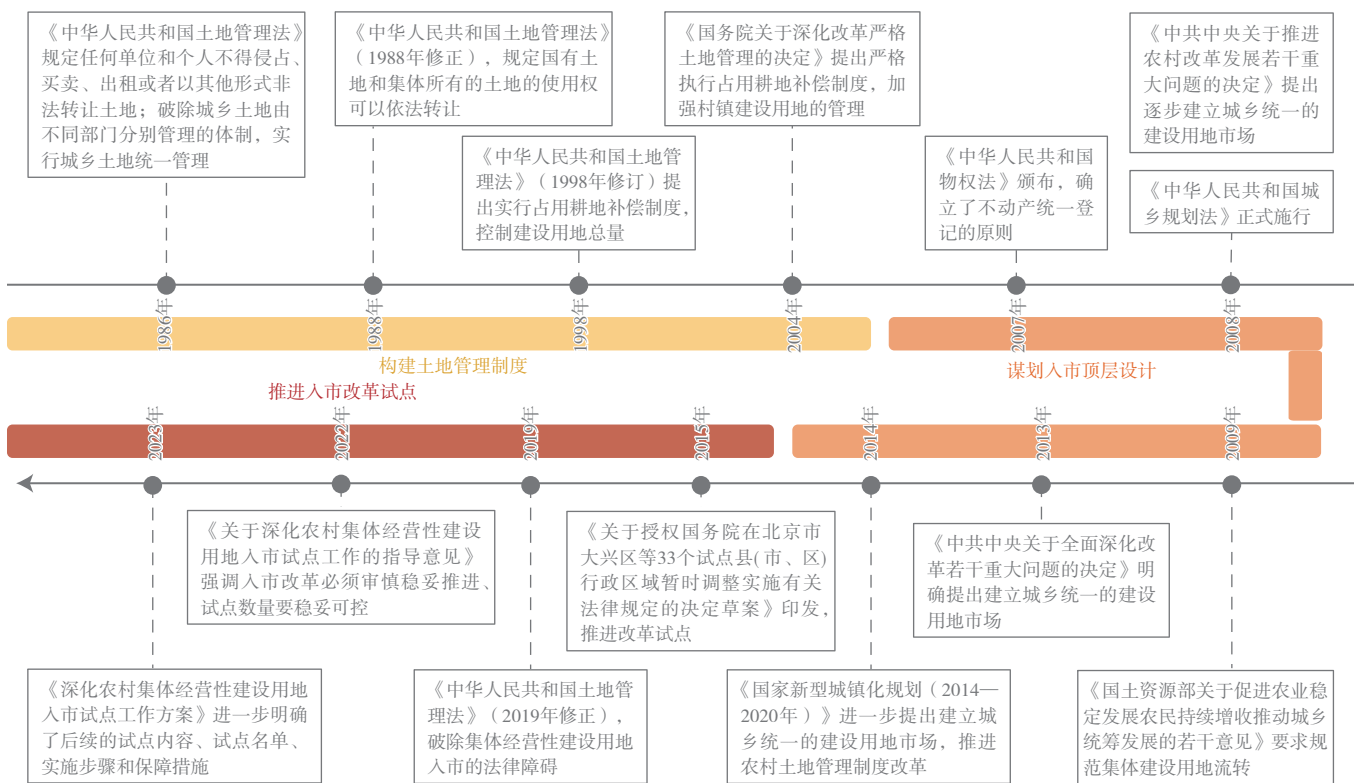 《中华人民共和国土地管理法》
规定任何单位和个人不得侵占、
买卖、出租或者以其他形式非
法转让土地；破除城乡土地由
不同部门分别管理的体制，实
行城乡土地统一管理
《中华人民共和国土地管理法》
（1988年修正），规定国有土
地和集体所有的土地的使用权
可以依法转让
《中华人民共和国土地管
理法》（1998年修订）提
出实行占用耕地补偿制度，
控制建设用地总量
《国务院关于深化改革严格
土地管理的决定》提出严格
执行占用耕地补偿制度，加
强村镇建设用地的管理
《中华人民共和国
物权法》颁布，确
立了不动产统一登
记的原则
《中共中央关于推进
农村改革发展若干重
大问题的决定》提出
逐步建立城乡统一的
建设用地市场
《中华人民共和国城
乡规划法》正式施行
1986年
1988年
1998年
2004年
2007年
2008年
构建土地管理制度
谋划入市顶层设计
推进入市改革试点
2023年
2022年
2019年
2015年
2014年
2013年
2009年
《关于深化农村集体经营性建设
用地入市试点工作的指导意见》
强调入市改革必须审慎稳妥推进、
试点数量要稳妥可控
《关于授权国务院在北京市
大兴区等33个试点县(市、区)
行政区域暂时调整实施有关
法律规定的决定草案》印发，
推进改革试点
《中共中央关于全面深化改
革若干重大问题的决定》明
确提出建立城乡统一的建设
用地市场
《深化农村集体经营性建设用地
入市试点工作方案》进一步明确
了后续的试点内容、试点名单、
实施步骤和保障措施
《中华人民共和国土地管
理法》（2019年修正），
破除集体经营性建设用地
入市的法律障碍
《国家新型城镇化规划（2014—
2020年）》进一步提出建立城
乡统一的建设用地市场，推进
农村土地管理制度改革
《国土资源部关于促进农业稳
定发展农民持续增收推动城乡
统筹发展的若干意见》要求规
范集体建设用地流转